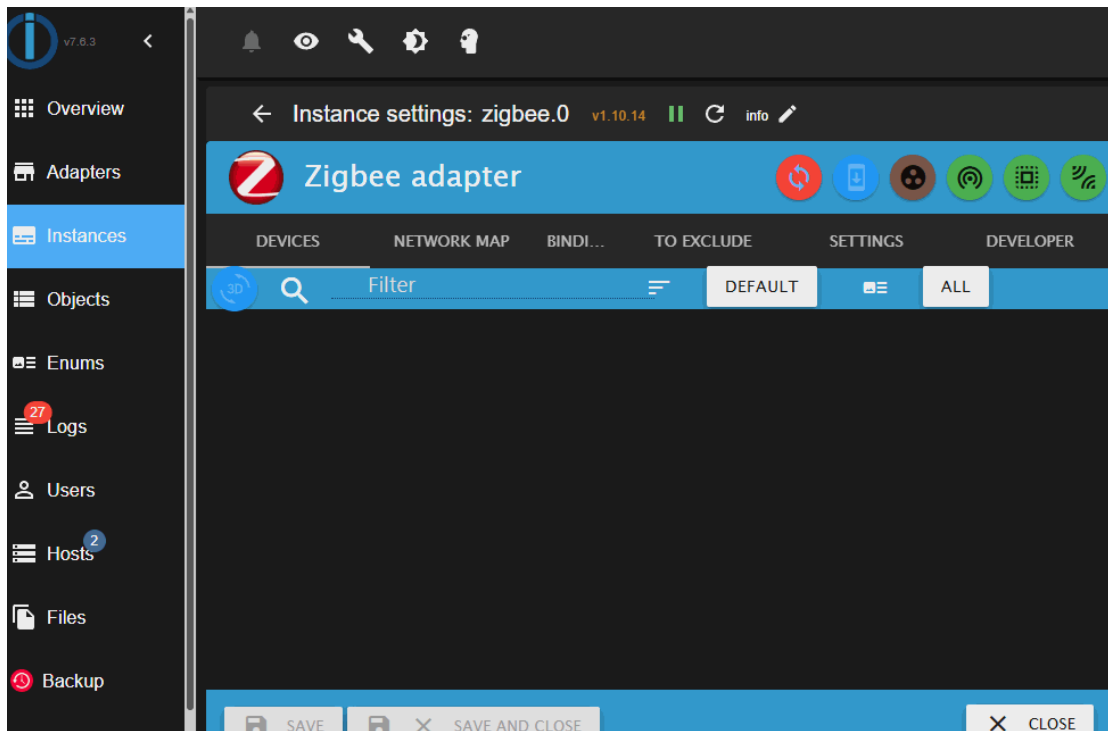 v7.6.3
Overview
Adapters
Instances
Objects
Enums
27
Logs
Users
2
Hosts
Files
Backup
Instance settings: zigbee.0 v1.10.14 info
Zigbee adapter
DEVICES NETWORK MAP BINDI... TO EXCLUDE SETTINGS DEVELOPER
3D Filter DEFAULT ALL
SAVE SAVE AND CLOSE CLOSE